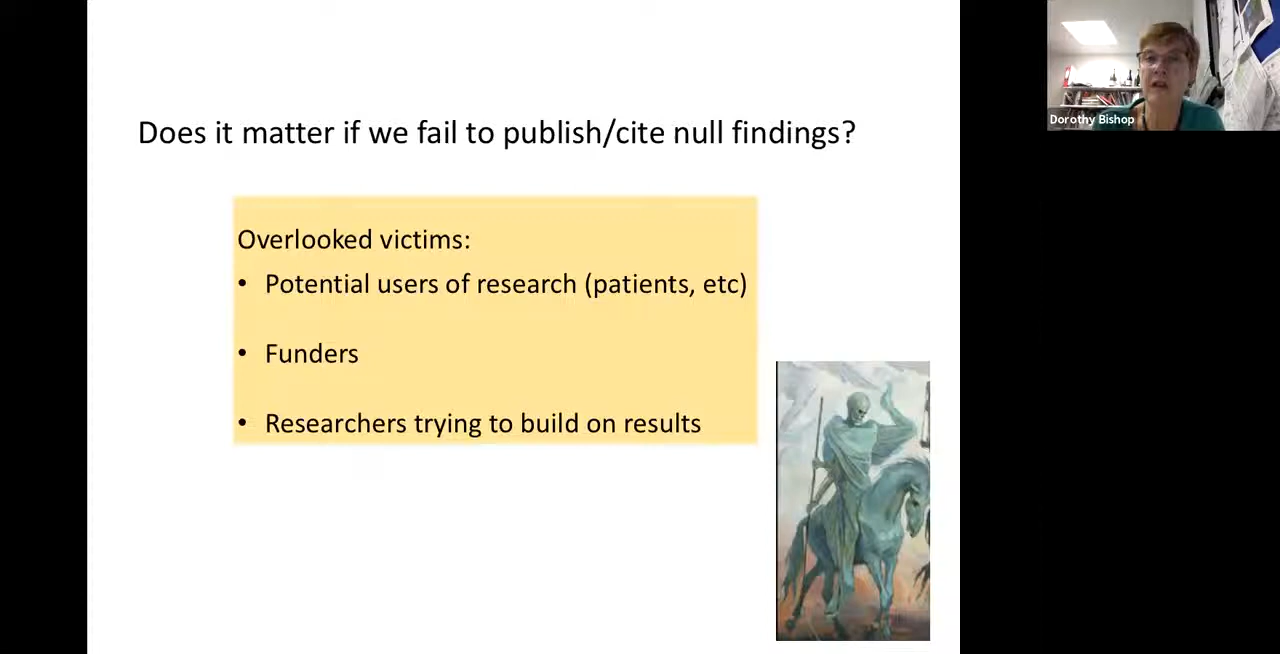 Does it matter if we fail to publish/cite null findings?
Overlooked victims:
• Potential users of research (patients, etc)
• Funders
• Researchers trying to build on results
Dorothy Bishop